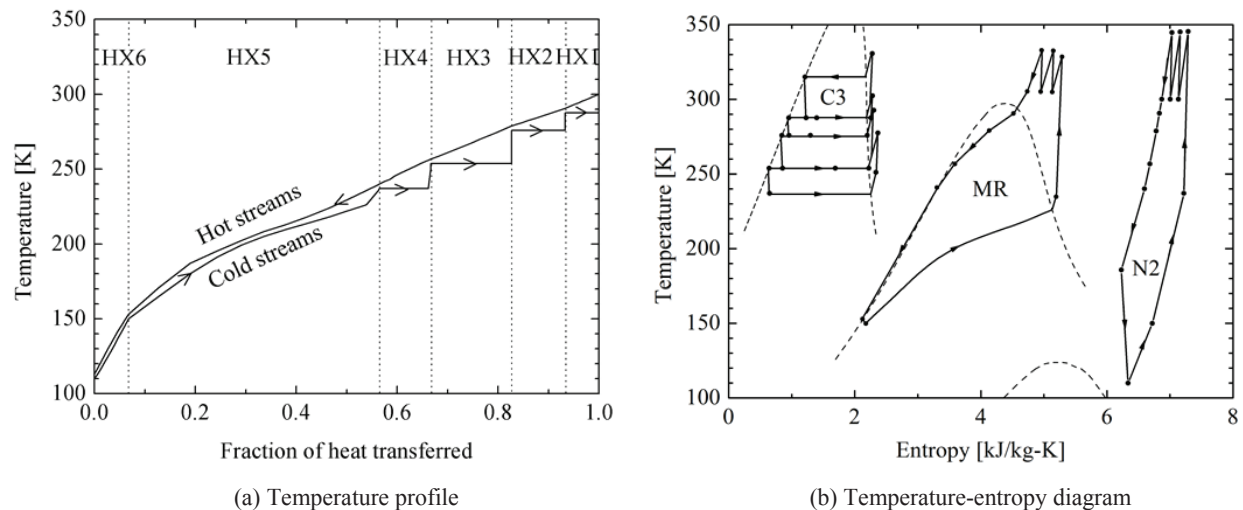 350
300
250
200
150
100
Temperature [K]
HX6
HX5
HX4
HX3
HX2
HX1
Hot streams
Cold streams
0.0
0.2
0.4
0.6
0.8
1.0
Fraction of heat transferred
(a) Temperature profile
350
300
250
200
150
100
Temperature [K]
C3
MR
N2
0
2
4
6
8
Entropy [kJ/kg-K]
(b) Temperature-entropy diagram